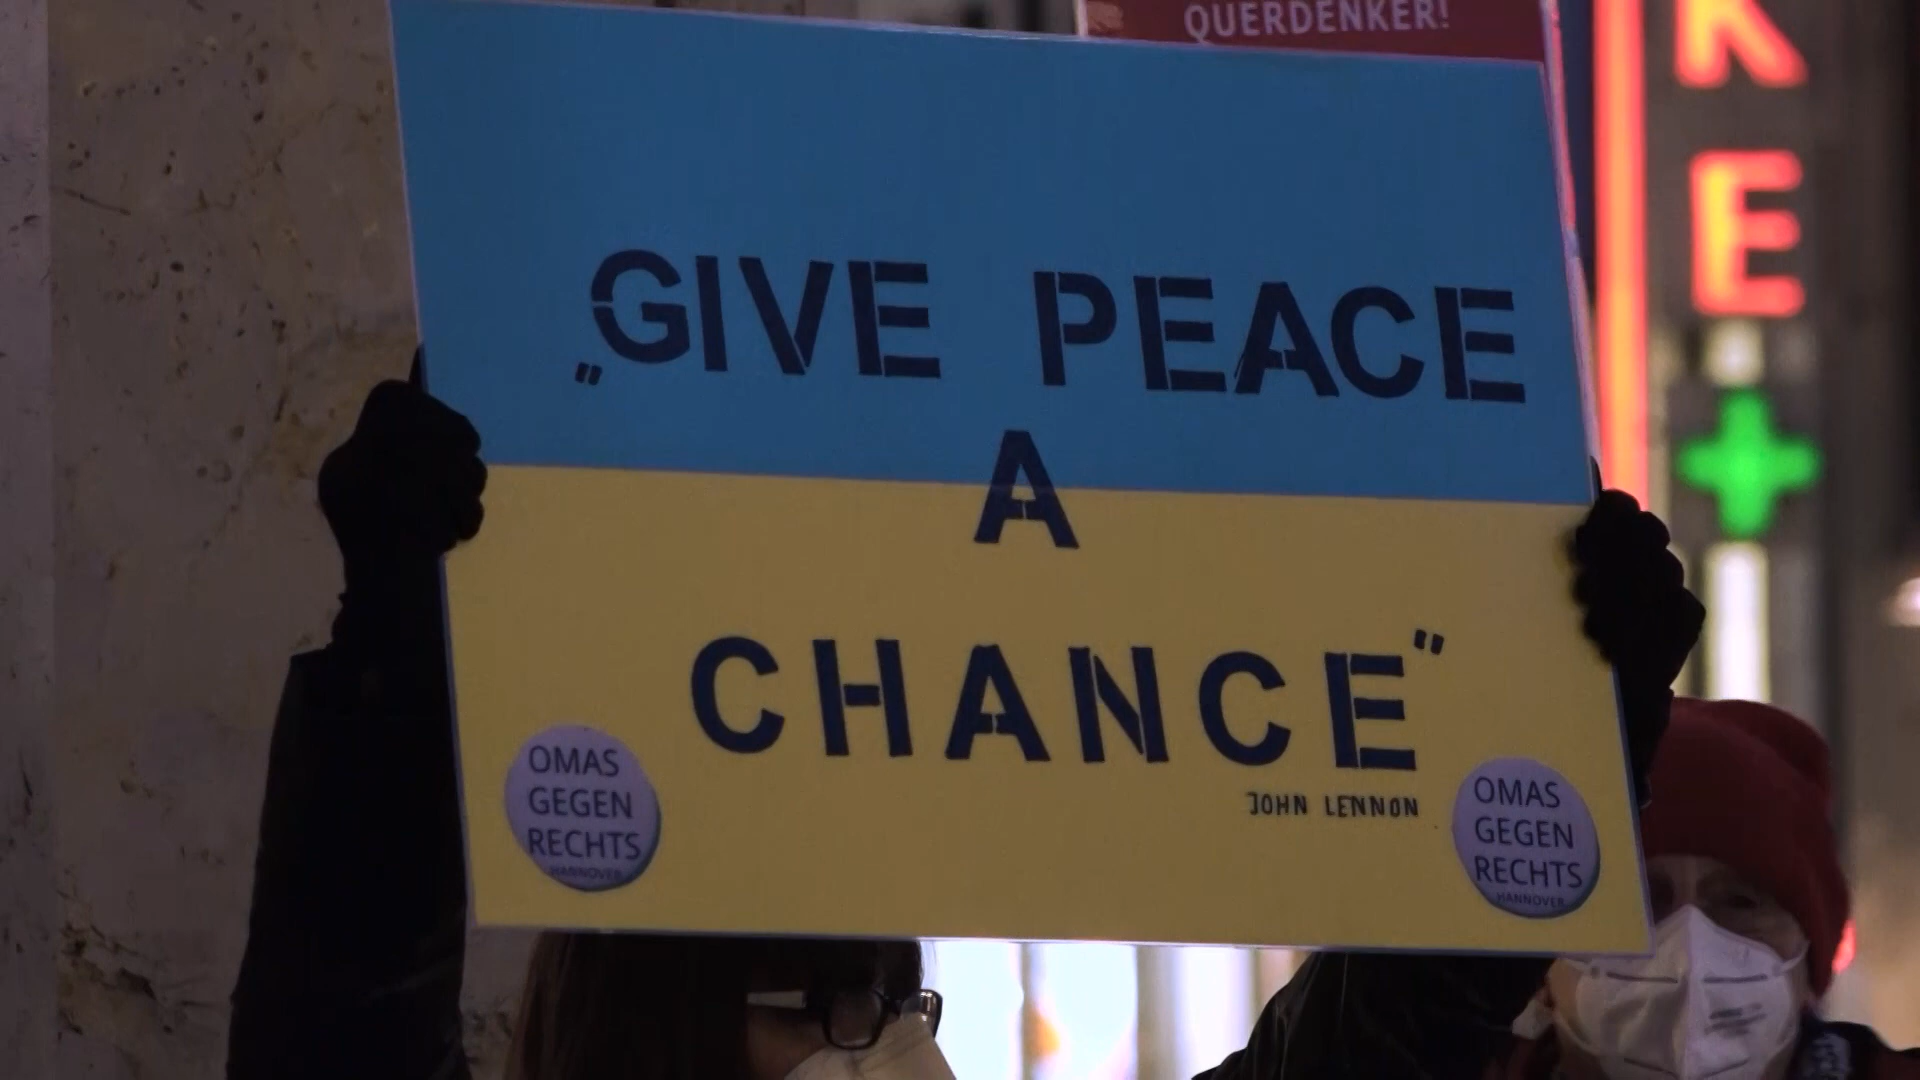 QUERDENKER!
„GIVE PEACE
A
CHANCE"
JOHN LENNON
OMAS
GEGEN
RECHTS
HANNOVER
OMAS
GEGEN
RECHTS
HANNOVER
K
E